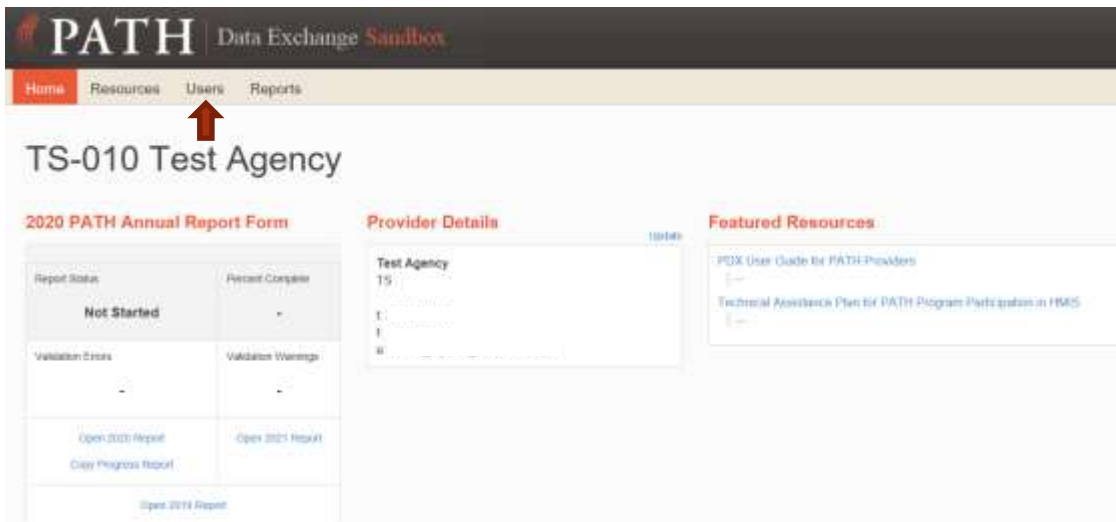 PATH Data Exchange Sandbox
Home Resources Users Reports
TS-010 Test Agency
2020 PATH Annual Report Form
Report Status Percent Complete
Not Started -
Validation Errors Validation Warnings
- -
Open 2020 Report Open 2021 Report
Copy Progress Report
Open 2019 Report
Provider Details
Update
Test Agency
TS
t
f
e
Featured Resources
PDX User Guide for PATH Providers
Technical Assistance Plan for PATH Program Participation in HMIS